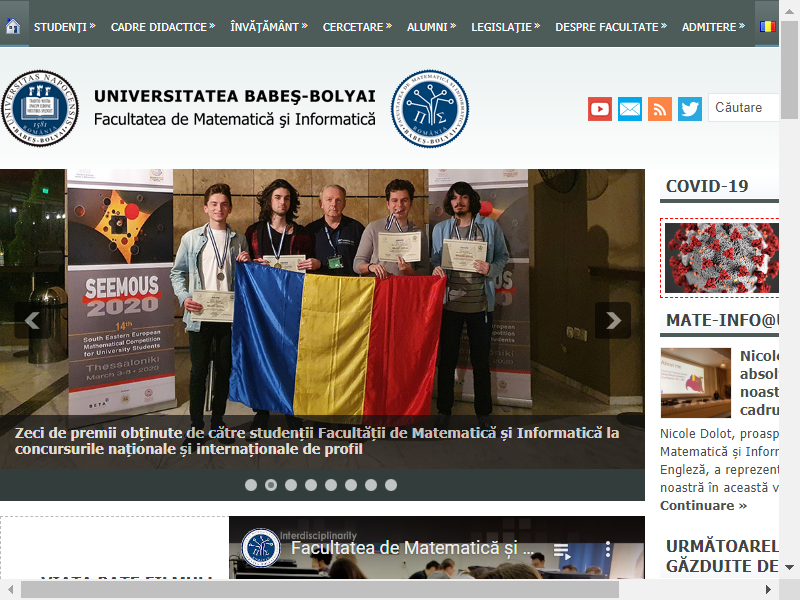 STUDENȚI »
CADRE DIDACTICE »
ÎNVĂȚĂMÂNT »
CERCETARE »
ALUMNI »
LEGISLAȚIE »
DESPRE FACULTATE »
ADMITERE »
UNIVERSITATEA BABEȘ-BOLYAI
Facultatea de Matematică și Informatică
Căutare
SEEMOUS
2020
14th
South Eastern European
Mathematical Competition
for University Students
Thessaloniki
March 3-8, 2020
Zeci de premii obținute de către studenții Facultății de Matematică și Informatică la
concursurile naționale și internaționale de profil
COVID-19
MATE-INFO@U
Nicole
absol
noast
cadru
Nicole Dolot, proasp
Matematică și Inform
Engleză, a reprezent
noastră în această v
Continuare »
URMĂTOAREL
GĂZDUITE DE
Interdisciplinarity
Facultatea de Matematică și ...